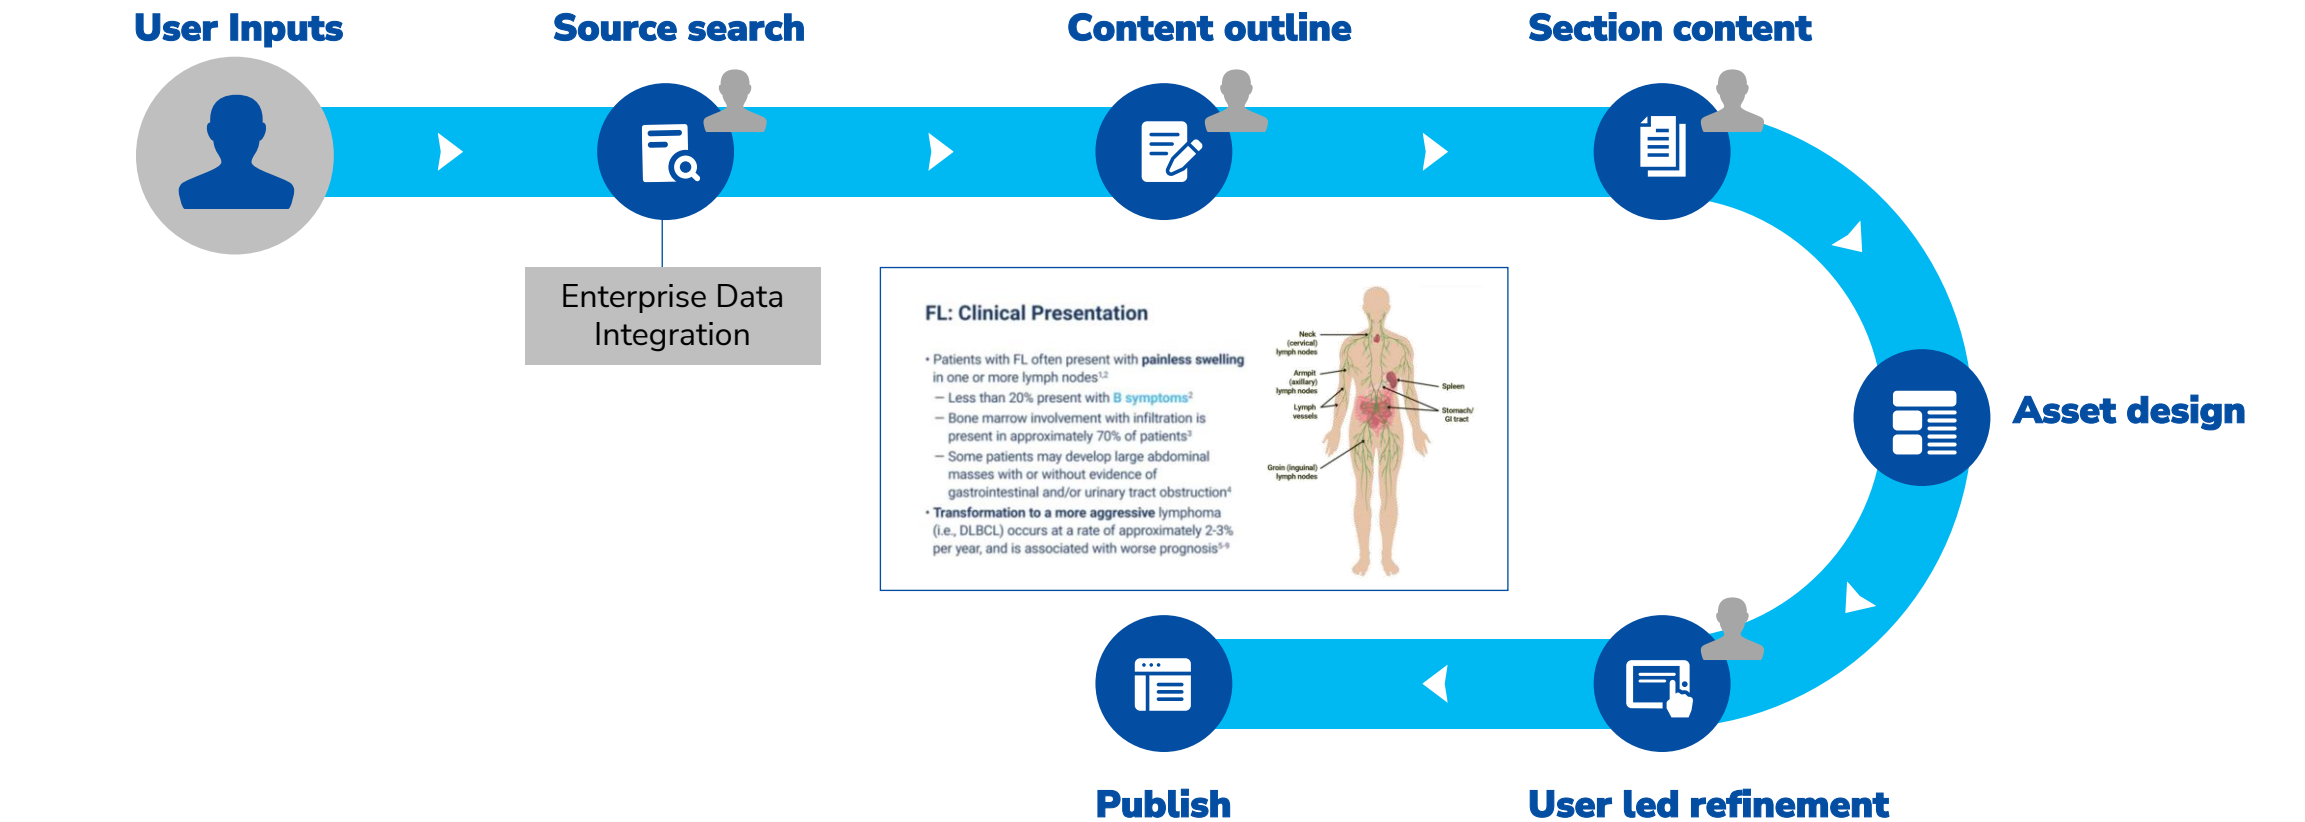 User Inputs
Source search
Content outline
Section content
Enterprise Data
Integration
FL: Clinical Presentation
• Patients with FL often present with painless swelling
in one or more lymph nodes1,2
– Less than 20% present with B symptoms2
– Bone marrow involvement with infiltration is
present in approximately 70% of patients3
– Some patients may develop large abdominal
masses with or without evidence of
gastrointestinal and/or urinary tract obstruction4
• Transformation to a more aggressive lymphoma
(i.e., DLBCL) occurs at a rate of approximately 2-3%
per year, and is associated with worse prognosis5-9
Neck
(cervical)
lymph nodes
Armpit
(axillary)
lymph nodes
Lymph
vessels
Groin (inguinal)
lymph nodes
Spleen
Stomach/
GI tract
Asset design
Publish
User led refinement